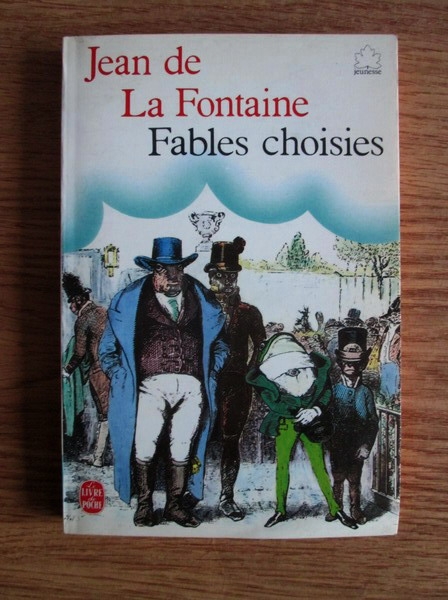 Jean de
La Fontaine
Fables choisies
jeunesse
Le
LIVRE
de
POCHE